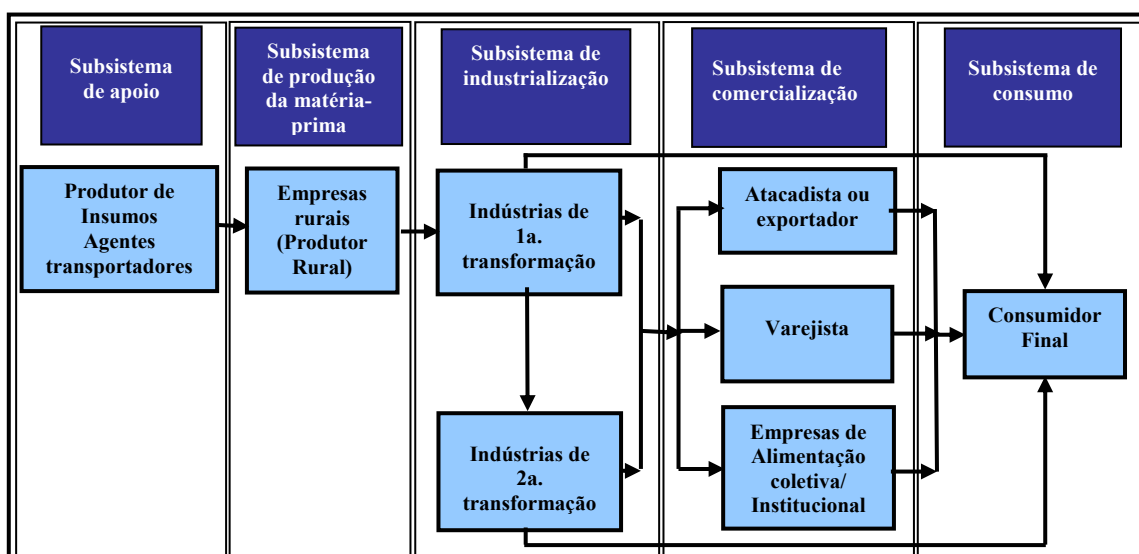 Subsistema
de apoio
Subsistema
de produção
da matéria-
prima
Subsistema de
industrialização
Subsistema de
comercialização
Subsistema de
consumo
Produtor de
Insumos
Agentes
transportadores
Empresas
rurais
(Produtor
Rural)
Indústrias de
1a.
transformação
Atacadista ou
exportador
Varejista
Consumidor
Final
Indústrias de
2a.
transformação
Empresas de
Alimentação
coletiva/
Institucional